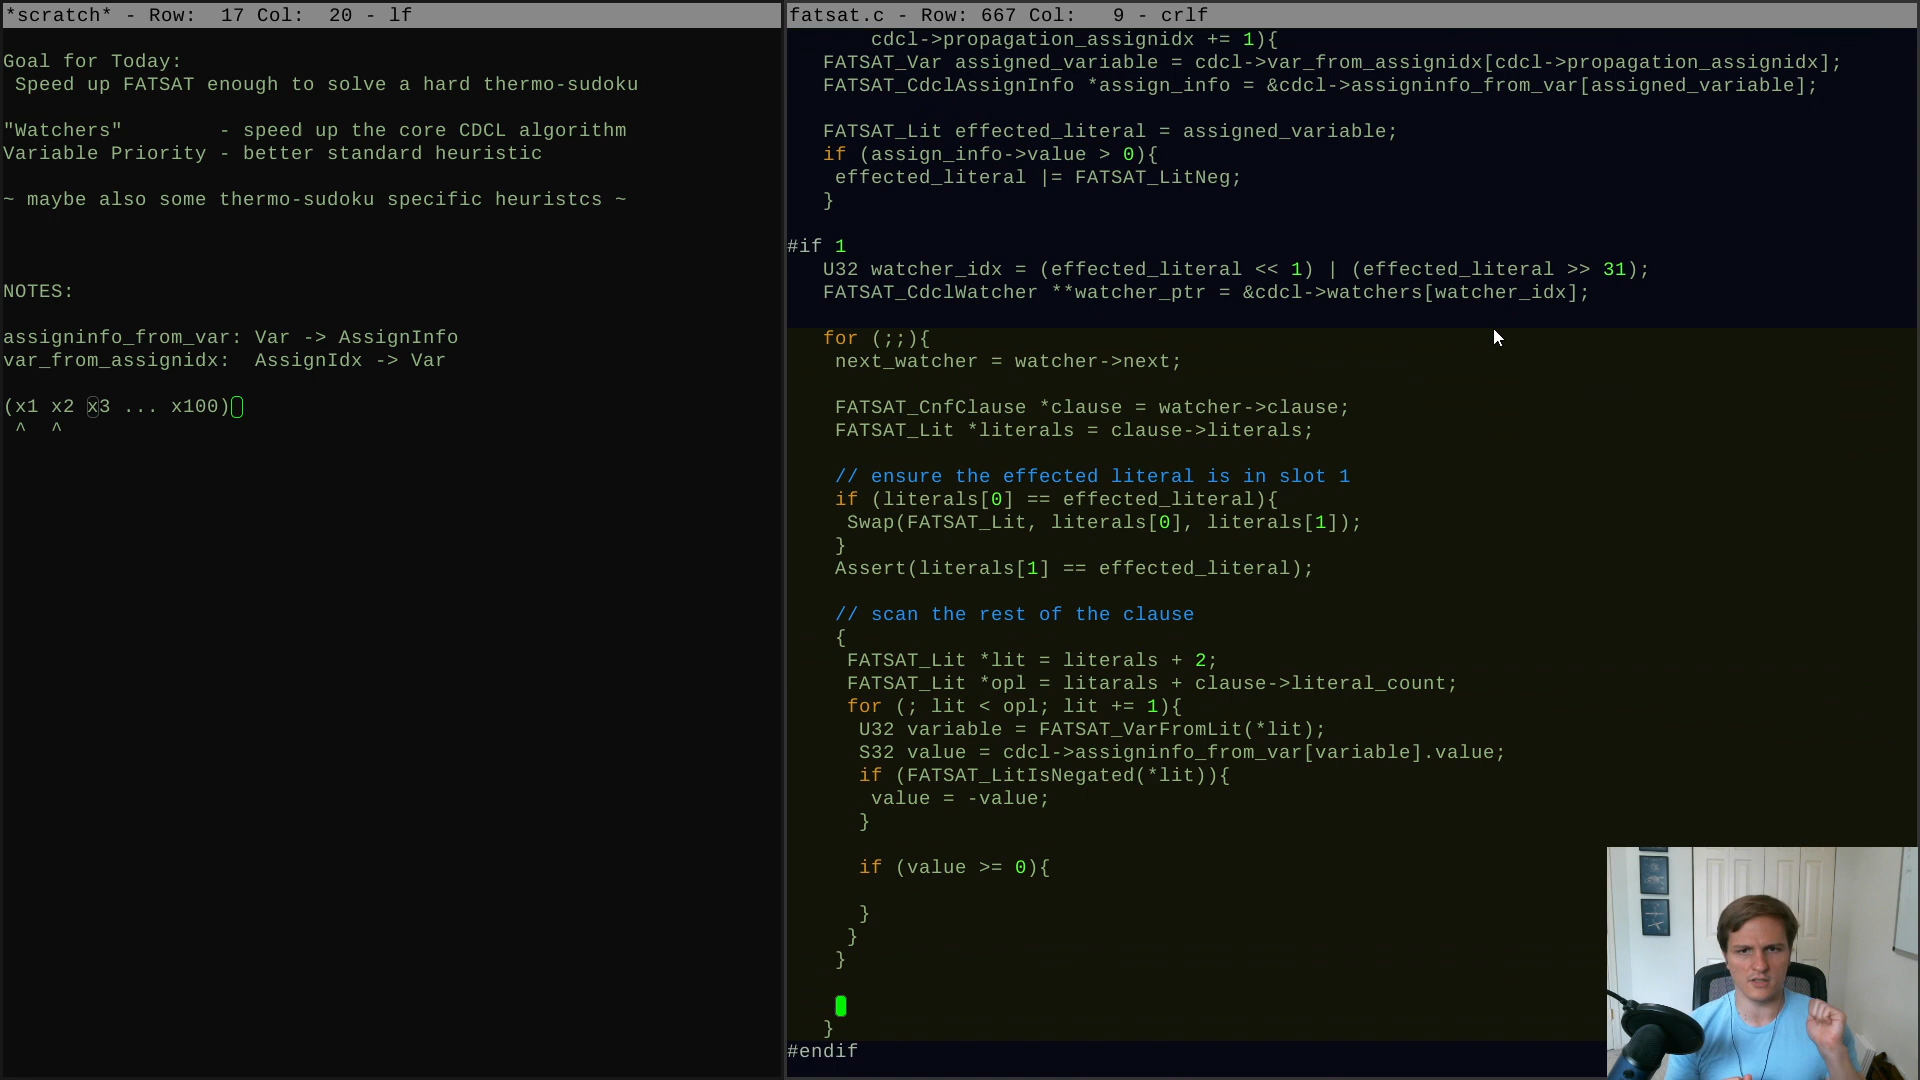 *scratch* - Row:  17 Col:  20 - lf
Goal for Today:
 Speed up FATSAT enough to solve a hard thermo-sudoku
"Watchers"        - speed up the core CDCL algorithm
Variable Priority - better standard heuristic
~ maybe also some thermo-sudoku specific heuristcs ~
NOTES:
assigninfo_from_var: Var -> AssignInfo
var_from_assignidx:  AssignIdx -> Var
(x1 x2 x3 ... x100)
 ^  ^
fatsat.c - Row: 667 Col:   9 - crlf
cdcl->propagation_assignidx += 1){
FATSAT_Var assigned_variable = cdcl->var_from_assignidx[cdcl->propagation_assignidx];
FATSAT_CdclAssignInfo *assign_info = &cdcl->assigninfo_from_var[assigned_variable];
FATSAT_Lit effected_literal = assigned_variable;
if (assign_info->value > 0){
effected_literal |= FATSAT_LitNeg;
}
#if 1
U32 watcher_idx = (effected_literal << 1) | (effected_literal >> 31);
FATSAT_CdclWatcher **watcher_ptr = &cdcl->watchers[watcher_idx];
for (;;){
next_watcher = watcher->next;
FATSAT_CnfClause *clause = watcher->clause;
FATSAT_Lit *literals = clause->literals;
// ensure the effected literal is in slot 1
if (literals[0] == effected_literal){
Swap(FATSAT_Lit, literals[0], literals[1]);
}
Assert(literals[1] == effected_literal);
// scan the rest of the clause
{
FATSAT_Lit *lit = literals + 2;
FATSAT_Lit *opl = litarals + clause->literal_count;
for (; lit < opl; lit += 1){
U32 variable = FATSAT_VarFromLit(*lit);
S32 value = cdcl->assigninfo_from_var[variable].value;
if (FATSAT_LitIsNegated(*lit)){
value = -value;
}
if (value >= 0){
}
}
}
}
#endif